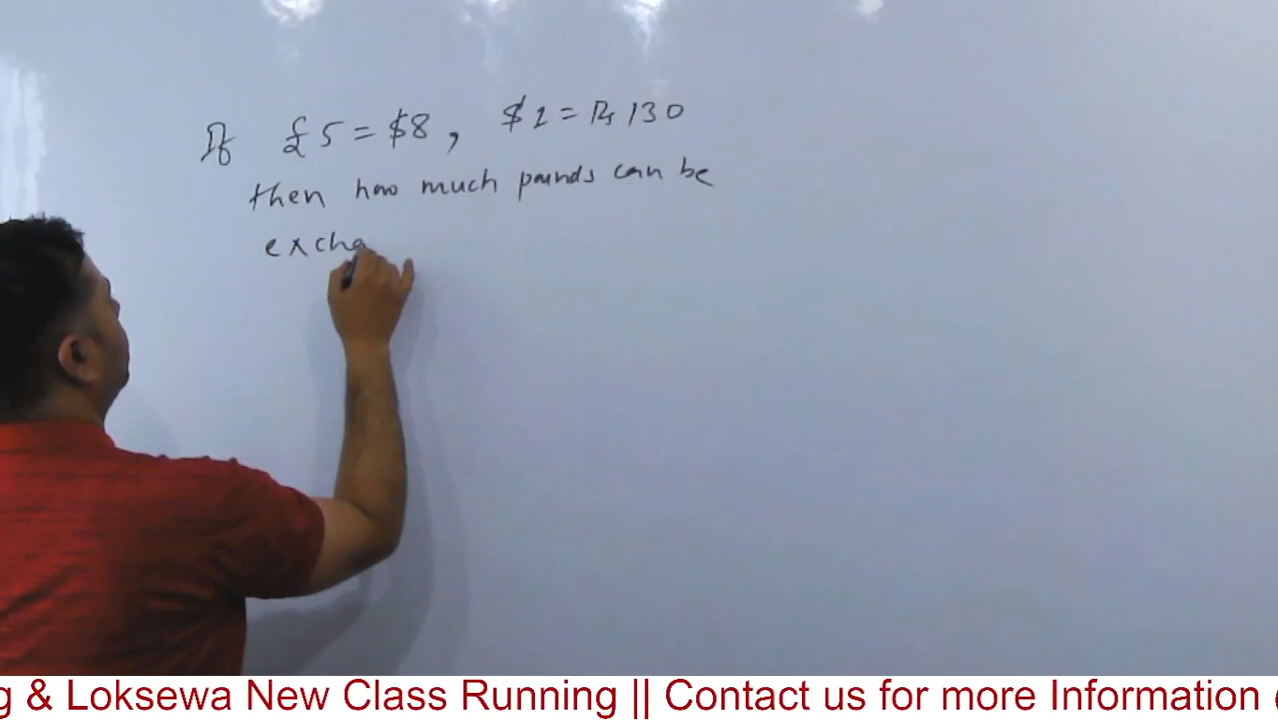 If £5 = $8, $1 = Rs 130
then how much pounds can be
excha
g & Loksewa New Class Running || Contact us for more Information